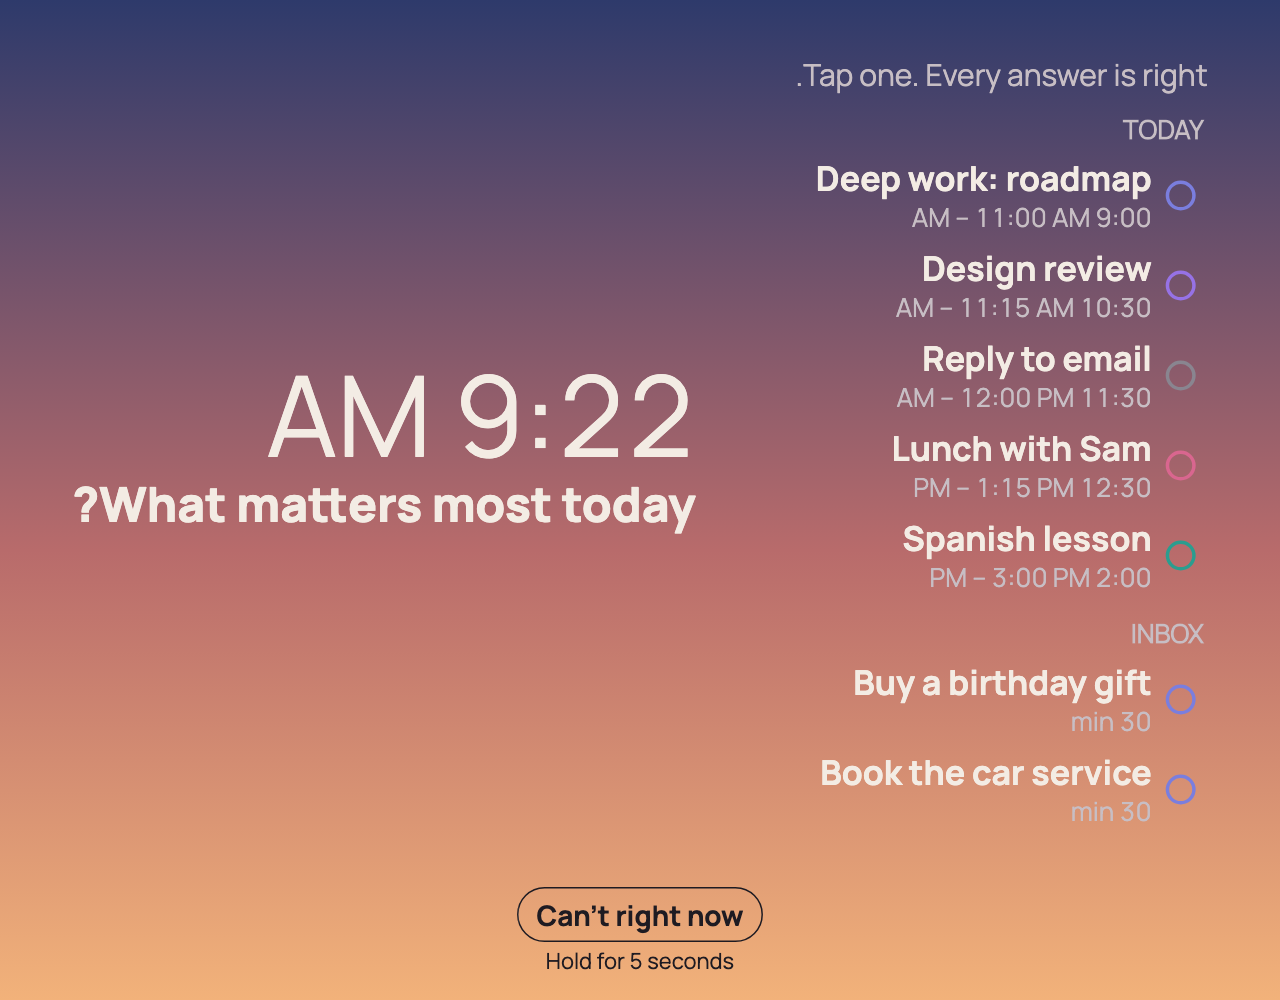 AM 9:22
?What matters most today
.Tap one. Every answer is right
TODAY
Deep work: roadmap
AM – 11:00 AM 9:00
Design review
AM – 11:15 AM 10:30
Reply to email
AM – 12:00 PM 11:30
Lunch with Sam
PM – 1:15 PM 12:30
Spanish lesson
PM – 3:00 PM 2:00
INBOX
Buy a birthday gift
min 30
Book the car service
min 30
Can't right now
Hold for 5 seconds